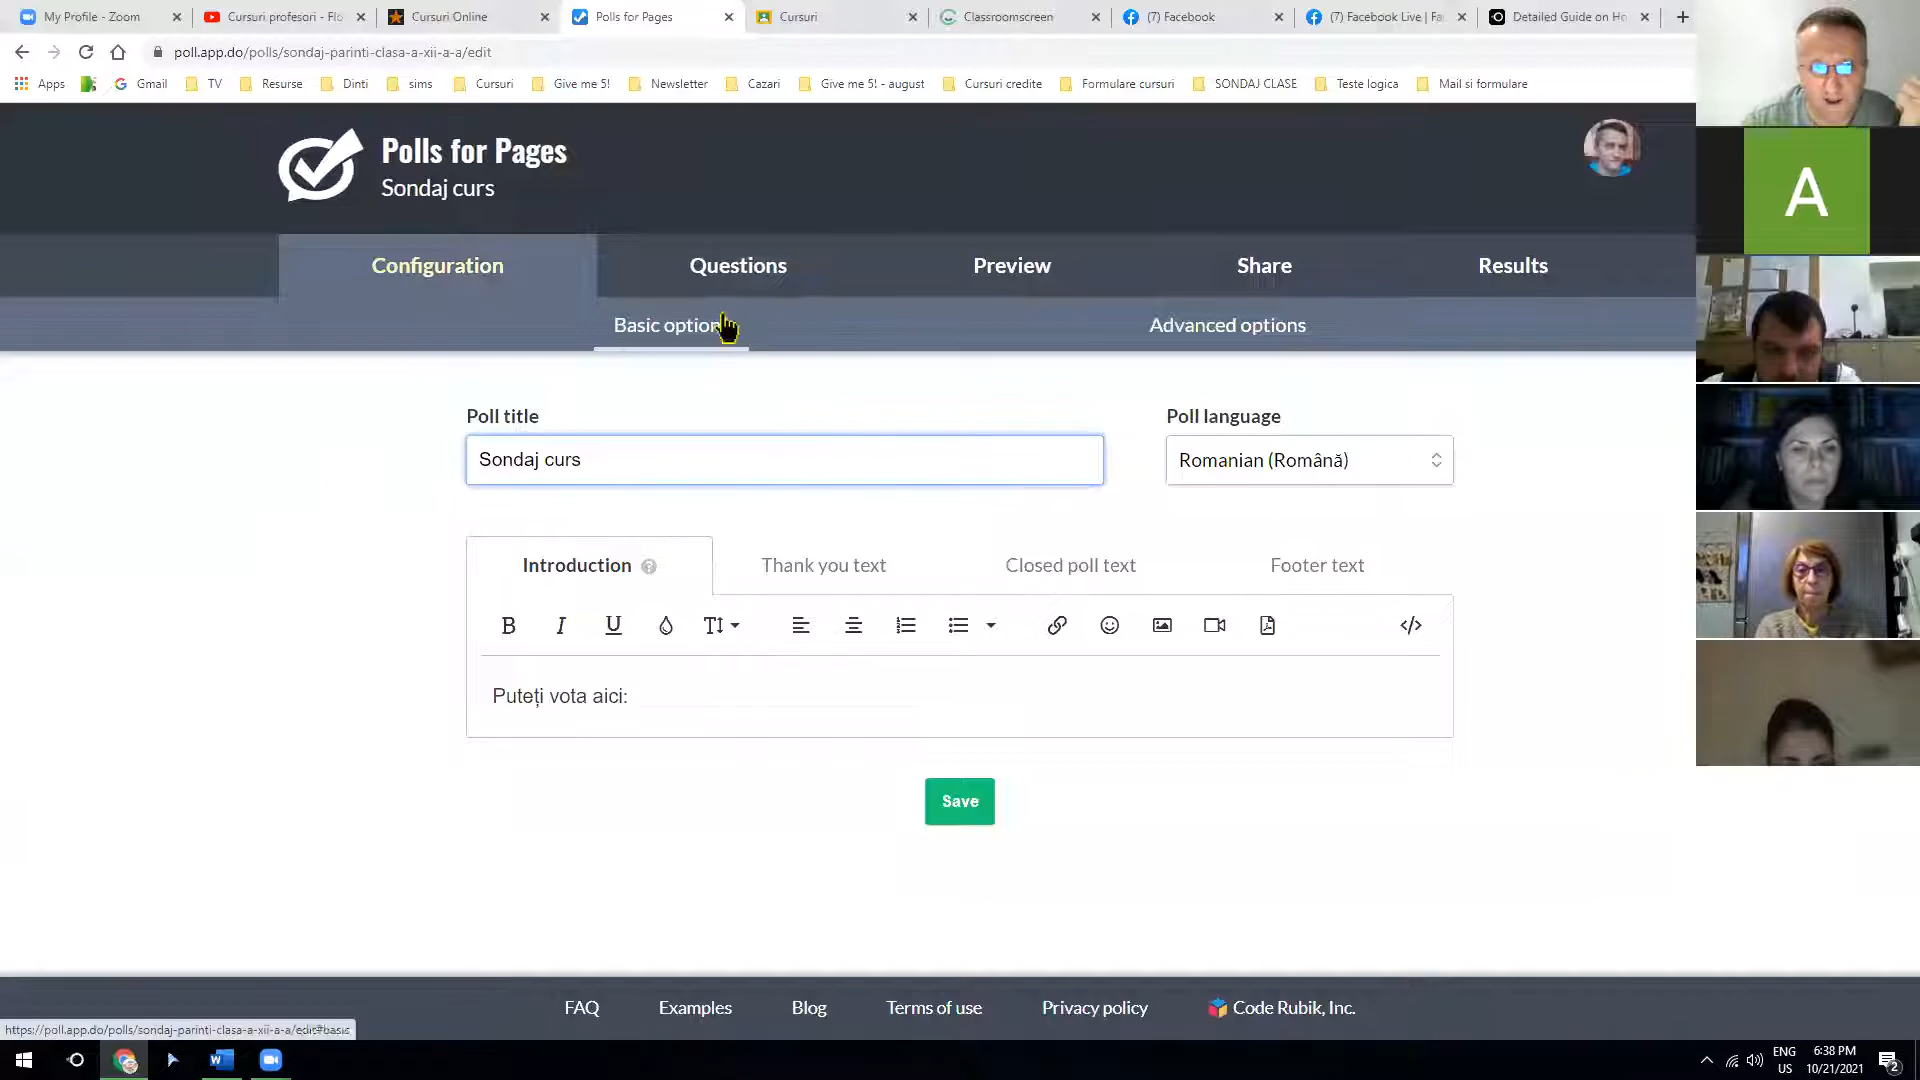 My Profile - Zoom
Cursuri profesori - Flo
Cursuri Online
Polls for Pages
Cursuri
Classroomscreen
(7) Facebook
(7) Facebook Live | Fa
Detailed Guide on Ho
poll.app.do/polls/sondaj-parinti-clasa-a-xii-a-a/edit
Apps
Gmail
TV
Resurse
Dinti
sims
Cursuri
Give me 5!
Newsletter
Cazari
Give me 5! - august
Cursuri credite
Formulare cursuri
SONDAJ CLASE
Teste logica
Mail si formulare
Polls for Pages
Sondaj curs
A
Configuration
Questions
Preview
Share
Results
Basic option
Advanced options
Poll title
Poll language
Sondaj curs
Romanian (Română)
Introduction
Thank you text
Closed poll text
Footer text
B I U
Puteți vota aici:
Save
FAQ
Examples
Blog
Terms of use
Privacy policy
Code Rubik, Inc.
https://poll.app.do/polls/sondaj-parinti-clasa-a-xii-a-a/edit#basic
ENG
US
6:38 PM
10/21/2021
2